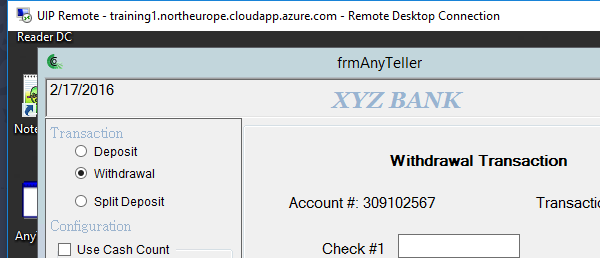 UIP Remote - training1.northeurope.cloudapp.azure.com - Remote Desktop Connection
Reader DC
frmAnyTeller
2/17/2016
XYZ BANK
Transaction
Deposit
Withdrawal
Split Deposit
Configuration
Use Cash Count
Withdrawal Transaction
Account #: 309102567
Transactio
Check #1
Note
Any